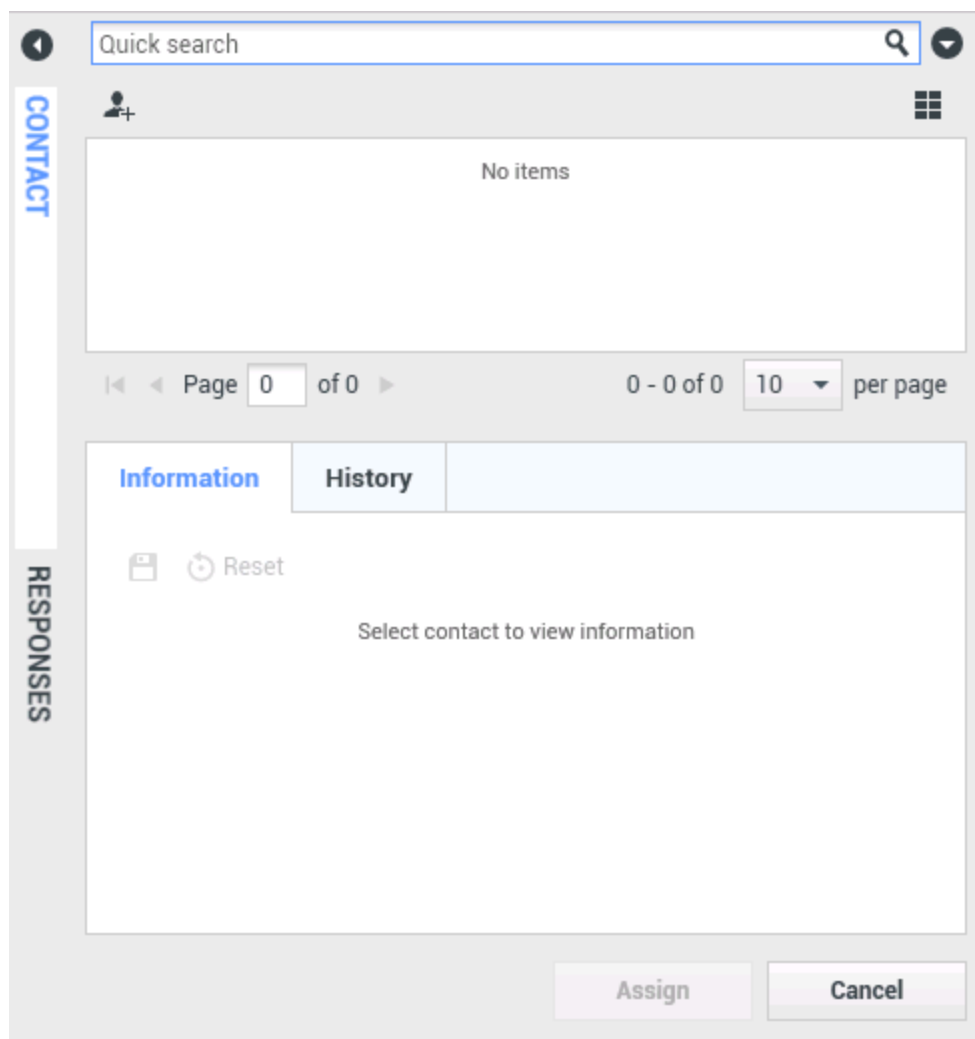 Quick search
CONTACT
No items
Page 0 of 0 0 - 0 of 0 10 per page
Information History
Reset
RESPONSES
Select contact to view information
Assign Cancel